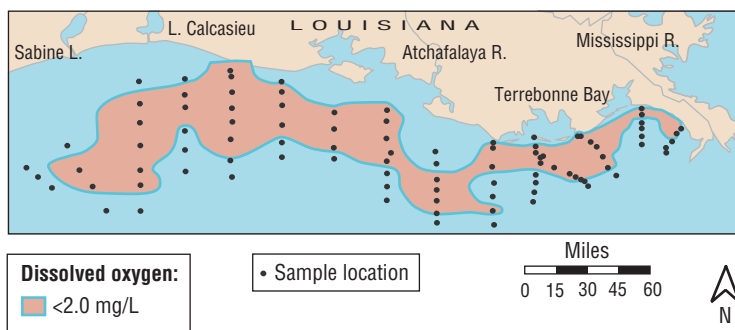 LOUISIANA
L. Calcasieu
Sabine L.
Atchafalaya R.
Mississippi R.
Terrebonne Bay
Dissolved oxygen:
<2.0 mg/L
• Sample location
Miles
0 15 30 45 60
N